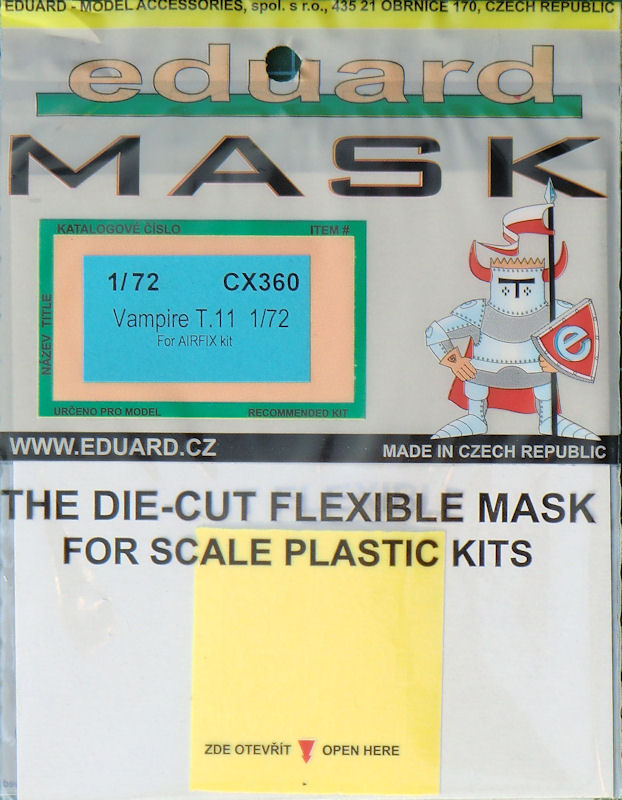 EDUARD - MODEL ACCESSORIES, spol. s r.o., 435 21 OBRNICE 170, CZECH REPUBLIC
eduard
MASK
KATALOGOVÉ ČÍSLO ITEM #
1/72 CX360
Vampire T.11 1/72
For AIRFIX kit
NÁZEV TITLE
URČENO PRO MODEL RECOMMENDED KIT
e
WWW.EDUARD.CZ MADE IN CZECH REPUBLIC
THE DIE-CUT FLEXIBLE MASK
FOR SCALE PLASTIC KITS
ZDE OTEVŘÍT OPEN HERE